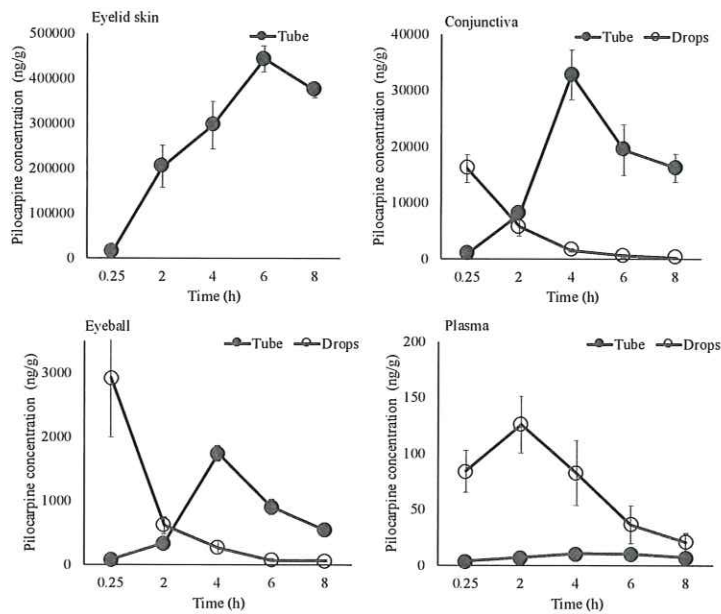 Eyelid skin
Tube
Pilocarpine concentration (ng/g)
500000
400000
300000
200000
100000
0
0.25 2 4 6 8
Time (h)
Conjunctiva
Tube Drops
Pilocarpine concentration (ng/g)
40000
30000
20000
10000
0
0.25 2 4 6 8
Time (h)
Eyeball
Tube Drops
Pilocarpine concentration (ng/g)
3000
2000
1000
0
0.25 2 4 6 8
Time (h)
Plasma
Tube Drops
Pilocarpine concentration (ng/g)
200
150
100
50
0
0.25 2 4 6 8
Time (h)